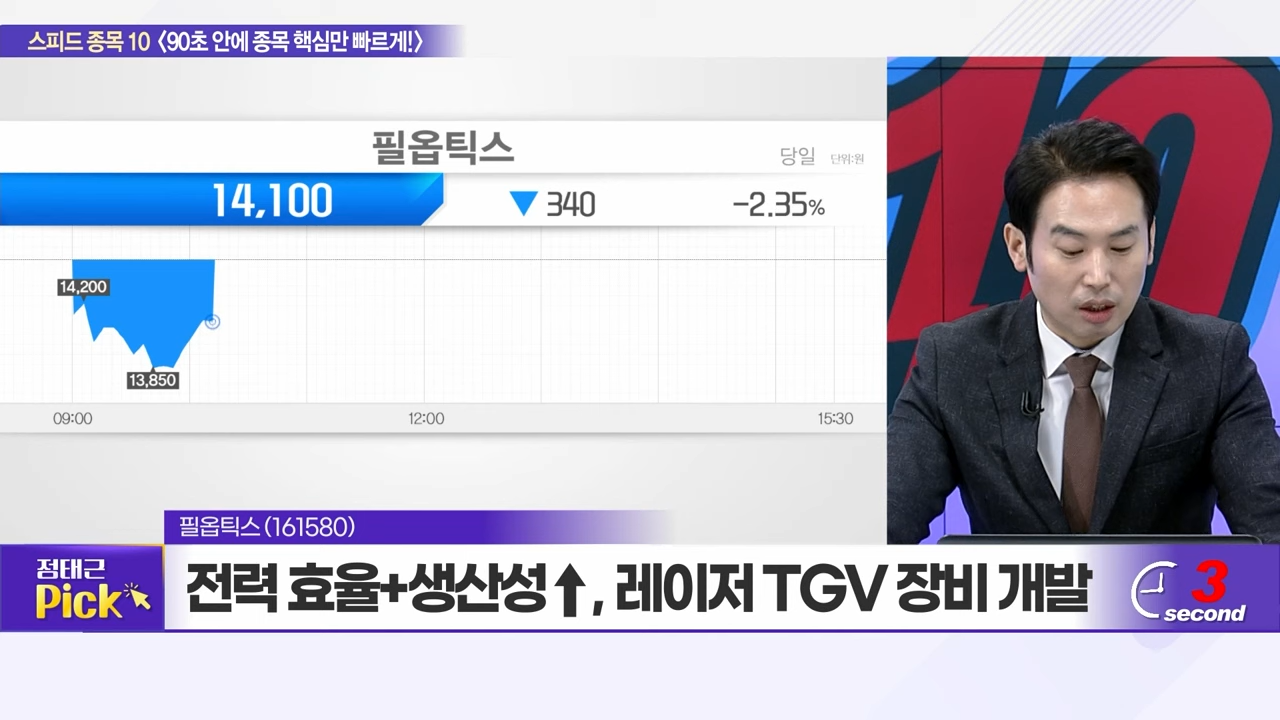 스피드 종목 10 〈90초 안에 종목 핵심만 빠르게!〉
필옵틱스
당일 단위:원
14,100 ▼ 340 -2.35%
14,200
13,850
09:00 12:00 15:30
필옵틱스 (161580)
정태근
Pick
전력 효율+생산성⬆, 레이저 TGV 장비 개발
3
second
10